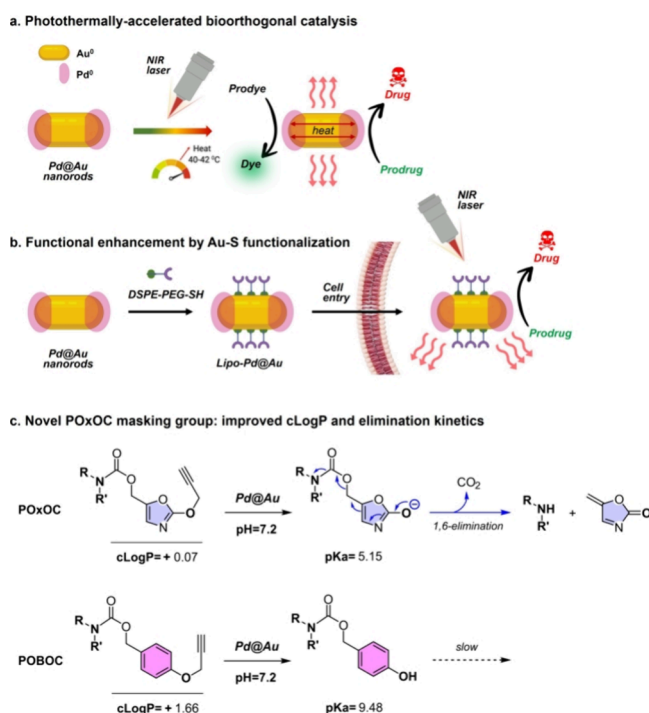 a. Photothermally-accelerated bioorthogonal catalysis
Au⁰
Pd⁰
Pd@Au
nanorods
NIR
laser
Heat
40-42 ⁰C
Prodye
Dye
heat
Drug
Prodrug
b. Functional enhancement by Au-S functionalization
Pd@Au
nanorods
DSPE-PEG-SH
Lipo-Pd@Au
Cell
entry
NIR
laser
Drug
Prodrug
c. Novel POxOC masking group: improved cLogP and elimination kinetics
POxOC
R
N
R'
O
O
O
N
O
cLogP= + 0.07
Pd@Au
pH=7.2
R
N
R'
O
O
O
N
O
⊖
pKa= 5.15
CO₂
1,6-elimination
R
NH
R'
+
O
N
O
POBOC
R
N
R'
O
O
O
cLogP= + 1.66
Pd@Au
pH=7.2
R
N
R'
O
O
OH
pKa= 9.48
slow